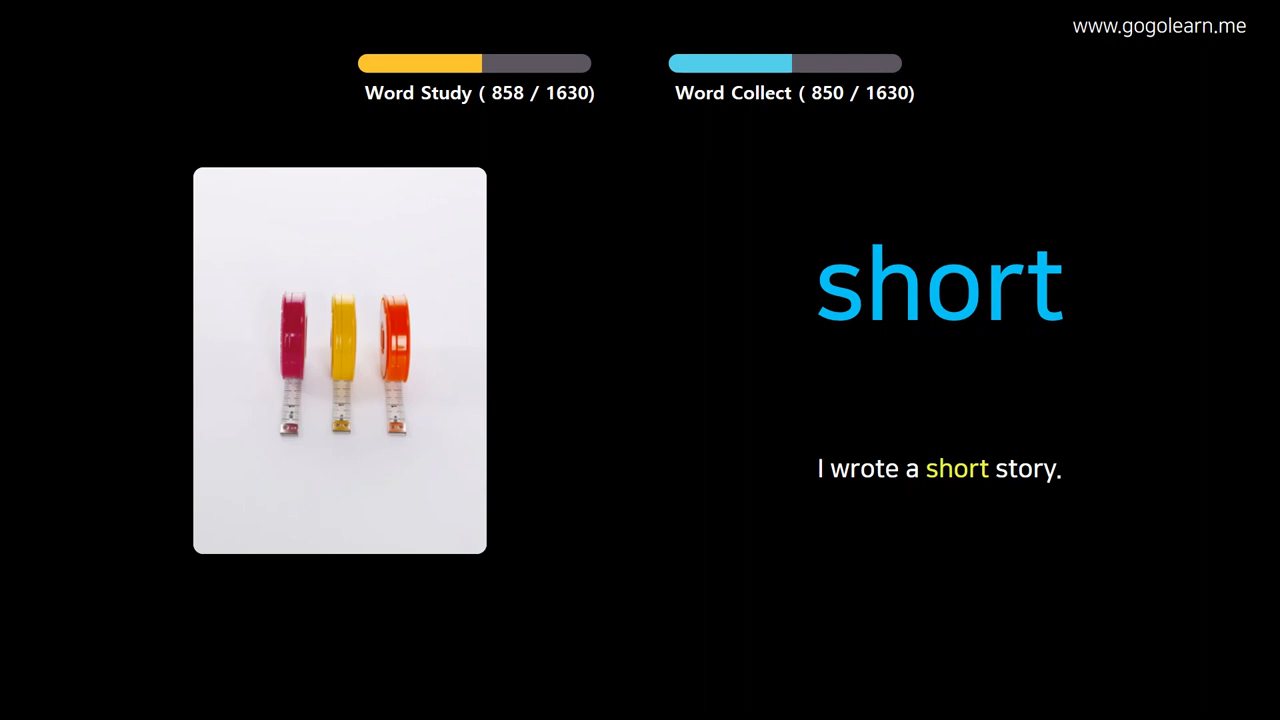 www.gogolearn.me
Word Study ( 858 / 1630)
Word Collect ( 850 / 1630)
short
I wrote a short story.